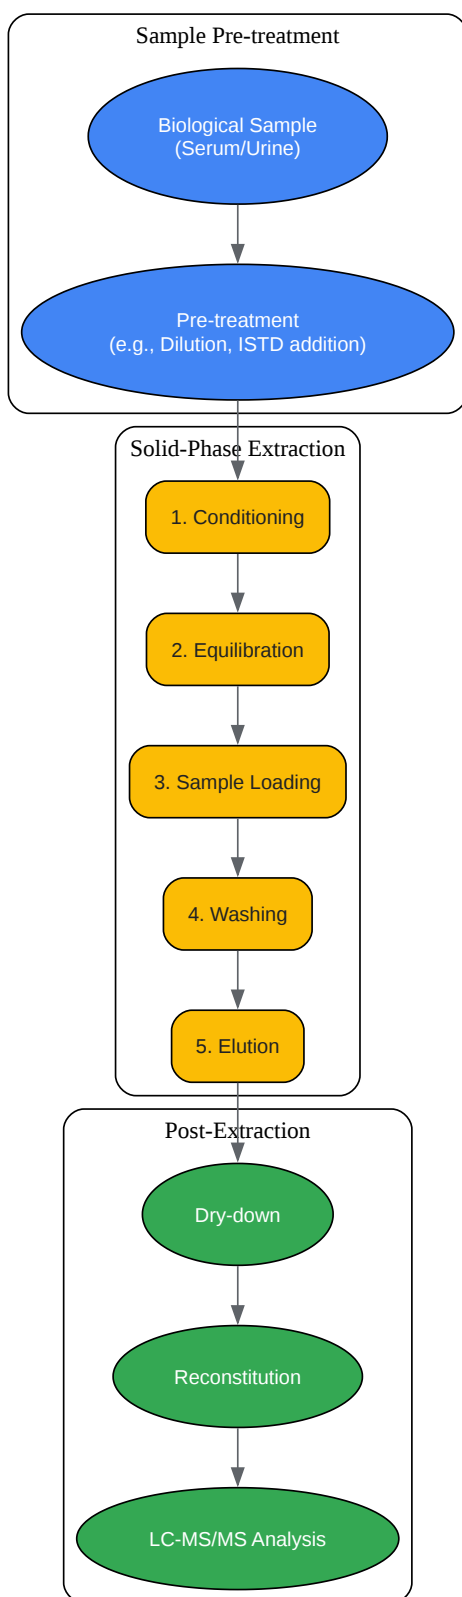 Sample Pre-treatment
Biological Sample
(Serum/Urine)
Pre-treatment
(e.g., Dilution, ISTD addition)
Solid-Phase Extraction
1. Conditioning
2. Equilibration
3. Sample Loading
4. Washing
5. Elution
Post-Extraction
Dry-down
Reconstitution
LC-MS/MS Analysis